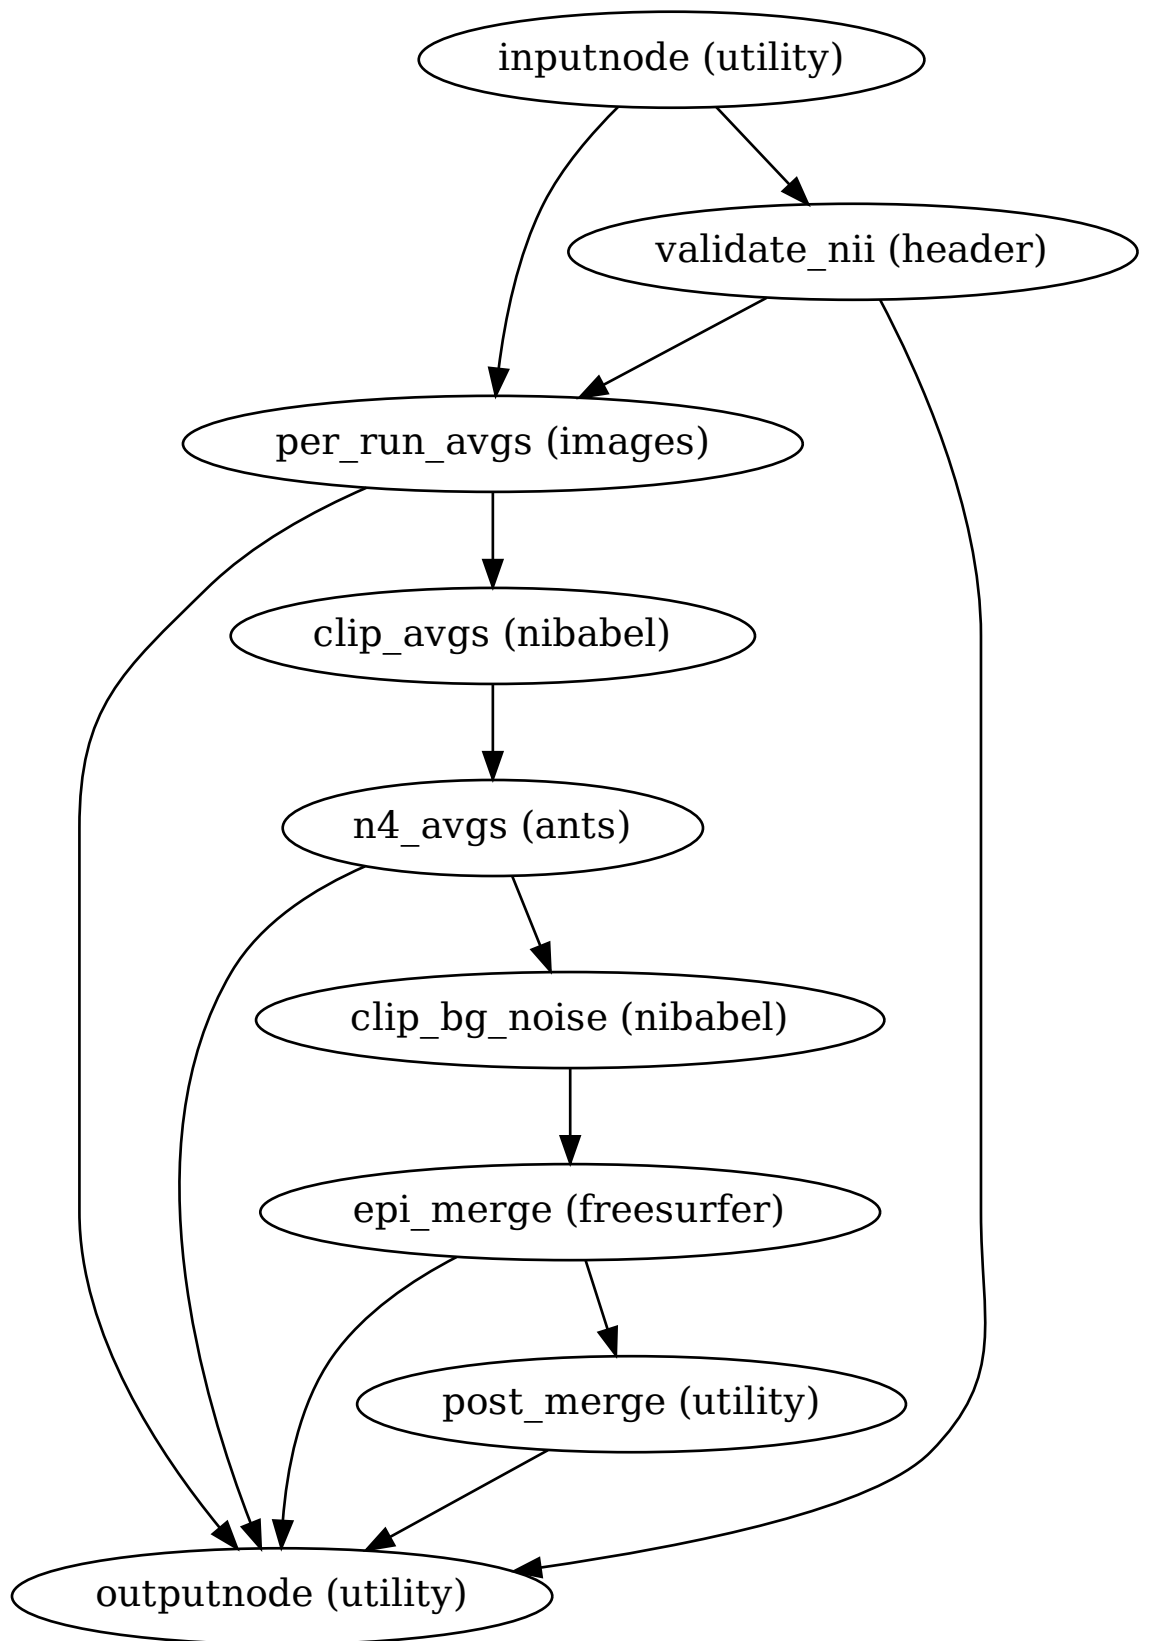 inputnode (utility)
validate_nii (header)
per_run_avgs (images)
clip_avgs (nibabel)
n4_avgs (ants)
clip_bg_noise (nibabel)
epi_merge (freesurfer)
post_merge (utility)
outputnode (utility)